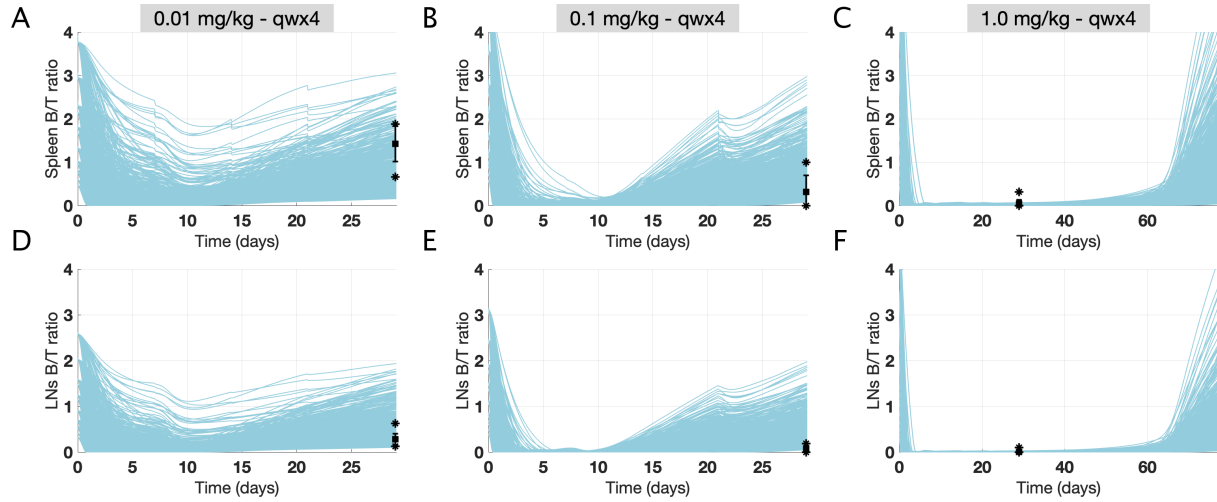 A
0.01 mg/kg - qwx4
B
0.1 mg/kg - qwx4
C
1.0 mg/kg - qwx4
Spleen B/T ratio
4
3
2
1
0
0 5 10 15 20 25
Time (days)
Spleen B/T ratio
4
3
2
1
0
0 5 10 15 20 25
Time (days)
Spleen B/T ratio
4
3
2
1
0
0 20 40 60
Time (days)
D
LNs B/T ratio
4
3
2
1
0
0 5 10 15 20 25
Time (days)
E
LNs B/T ratio
4
3
2
1
0
0 5 10 15 20 25
Time (days)
F
LNs B/T ratio
4
3
2
1
0
0 20 40 60
Time (days)